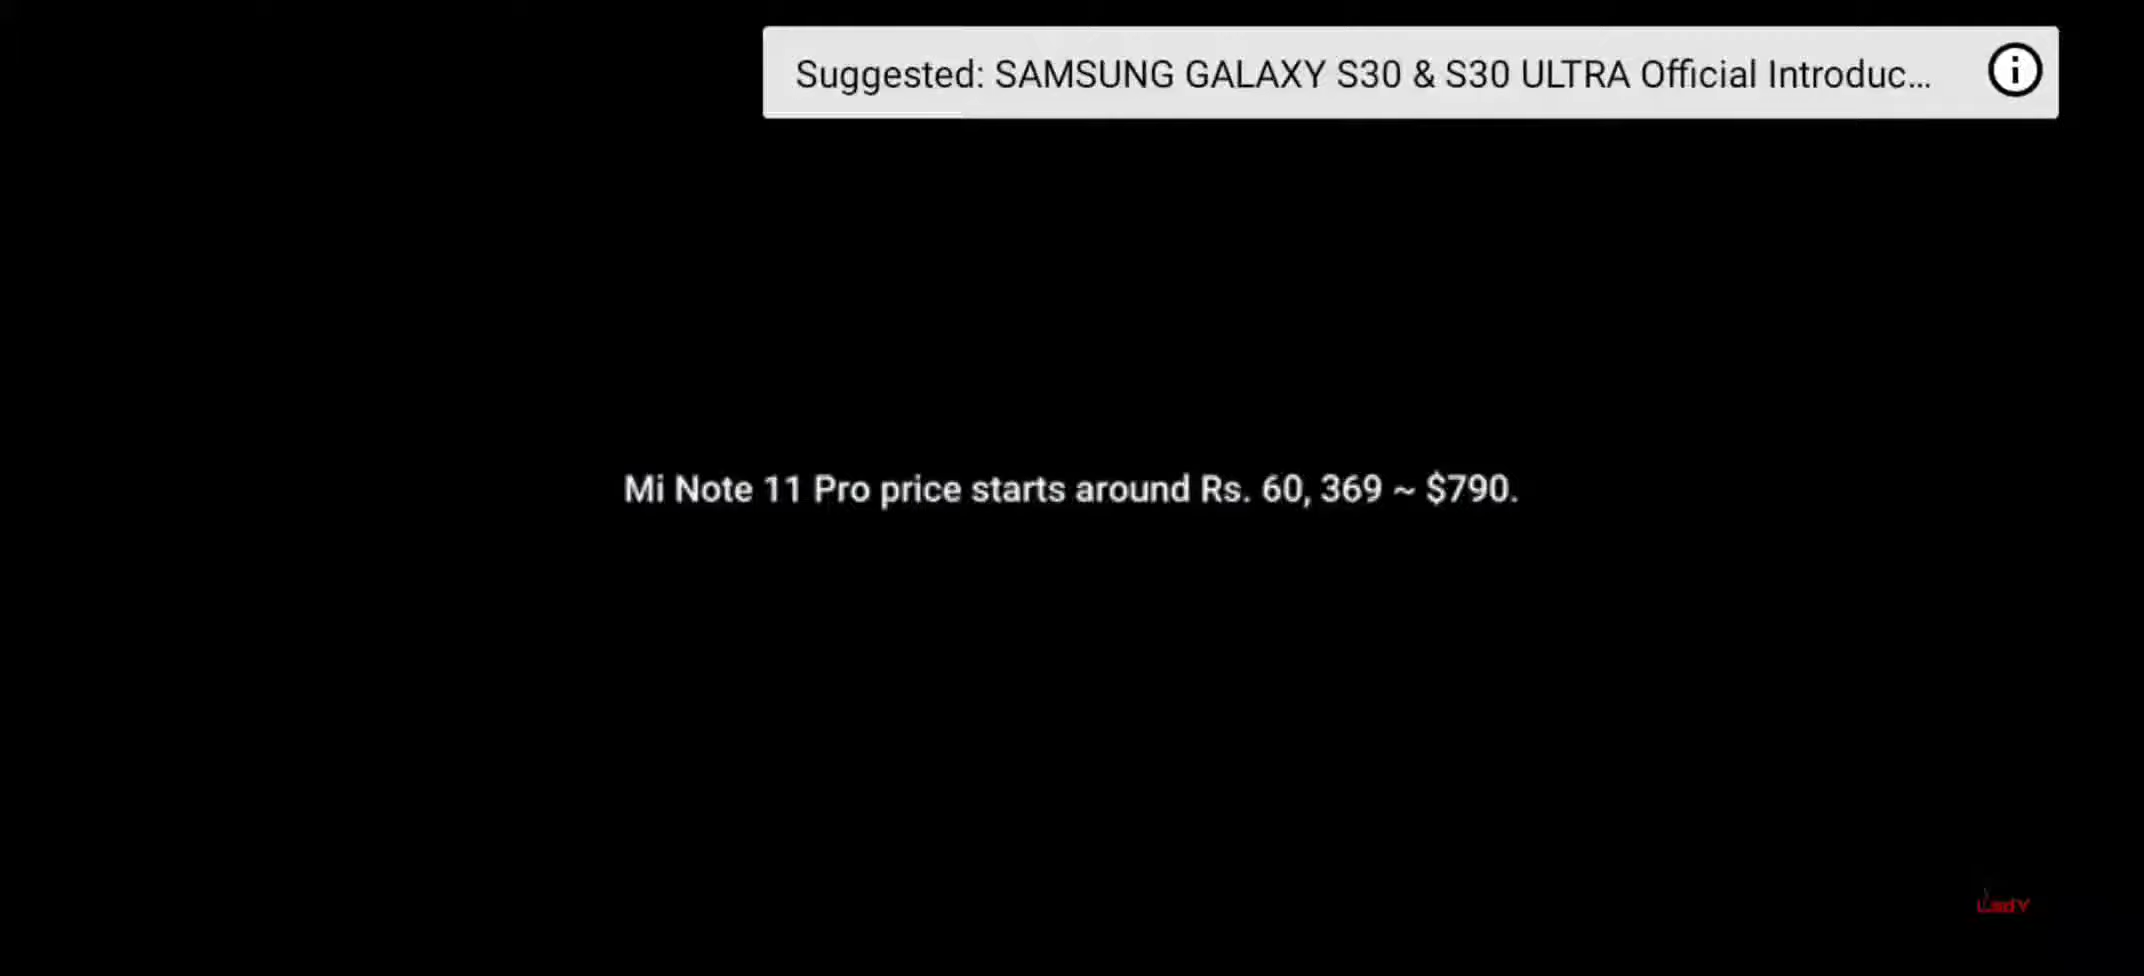 Suggested: SAMSUNG GALAXY S30 & S30 ULTRA Official Introduc...
Mi Note 11 Pro price starts around Rs. 60, 369 ~ $790.